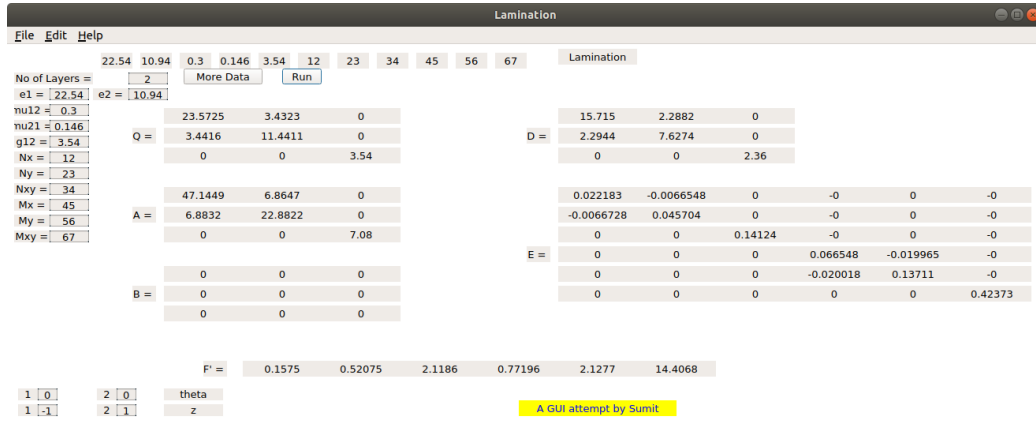 Lamination
File Edit Help
22.54 10.94 0.3 0.146 3.54 12 23 34 45 56 67 Lamination
No of Layers = 2 More Data Run
e1 = 22.54 e2 = 10.94
mu12 = 0.3
mu21 = 0.146
g12 = 3.54
Nx = 12
Ny = 23
Nxy = 34
Mx = 45
My = 56
Mxy = 67
23.5725 3.4323 0
Q = 3.4416 11.4411 0
0 0 3.54
15.715 2.2882 0
D = 2.2944 7.6274 0
0 0 2.36
47.1449 6.8647 0
A = 6.8832 22.8822 0
0 0 7.08
0 0 0
B = 0 0 0
0 0 0
0.022183 -0.0066548 0 -0 0 -0
-0.0066728 0.045704 0 -0 0 -0
0 0 0.14124 -0 0 -0
E = 0 0 0 0.066548 -0.019965 -0
0 0 0 -0.020018 0.13711 -0
0 0 0 0 0 0.42373
F' = 0.1575 0.52075 2.1186 0.77196 2.1277 14.4068
1 0 2 0 theta
1 -1 2 1 z
A GUI attempt by Sumit